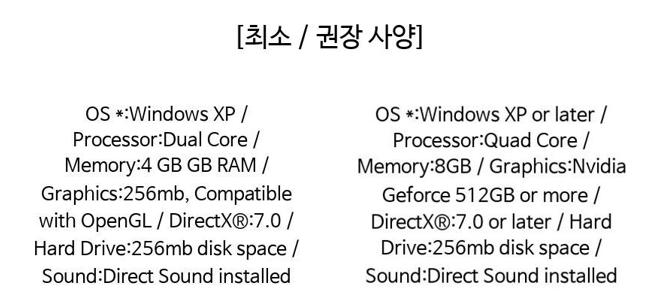 [최소 / 권장 사양]
OS *:Windows XP /
Processor:Dual Core /
Memory:4 GB GB RAM /
Graphics:256mb, Compatible
with OpenGL / DirectX®:7.0 /
Hard Drive:256mb disk space /
Sound:Direct Sound installed
OS *:Windows XP or later /
Processor:Quad Core /
Memory:8GB / Graphics:Nvidia
Geforce 512GB or more /
DirectX®:7.0 or later / Hard
Drive:256mb disk space /
Sound:Direct Sound installed